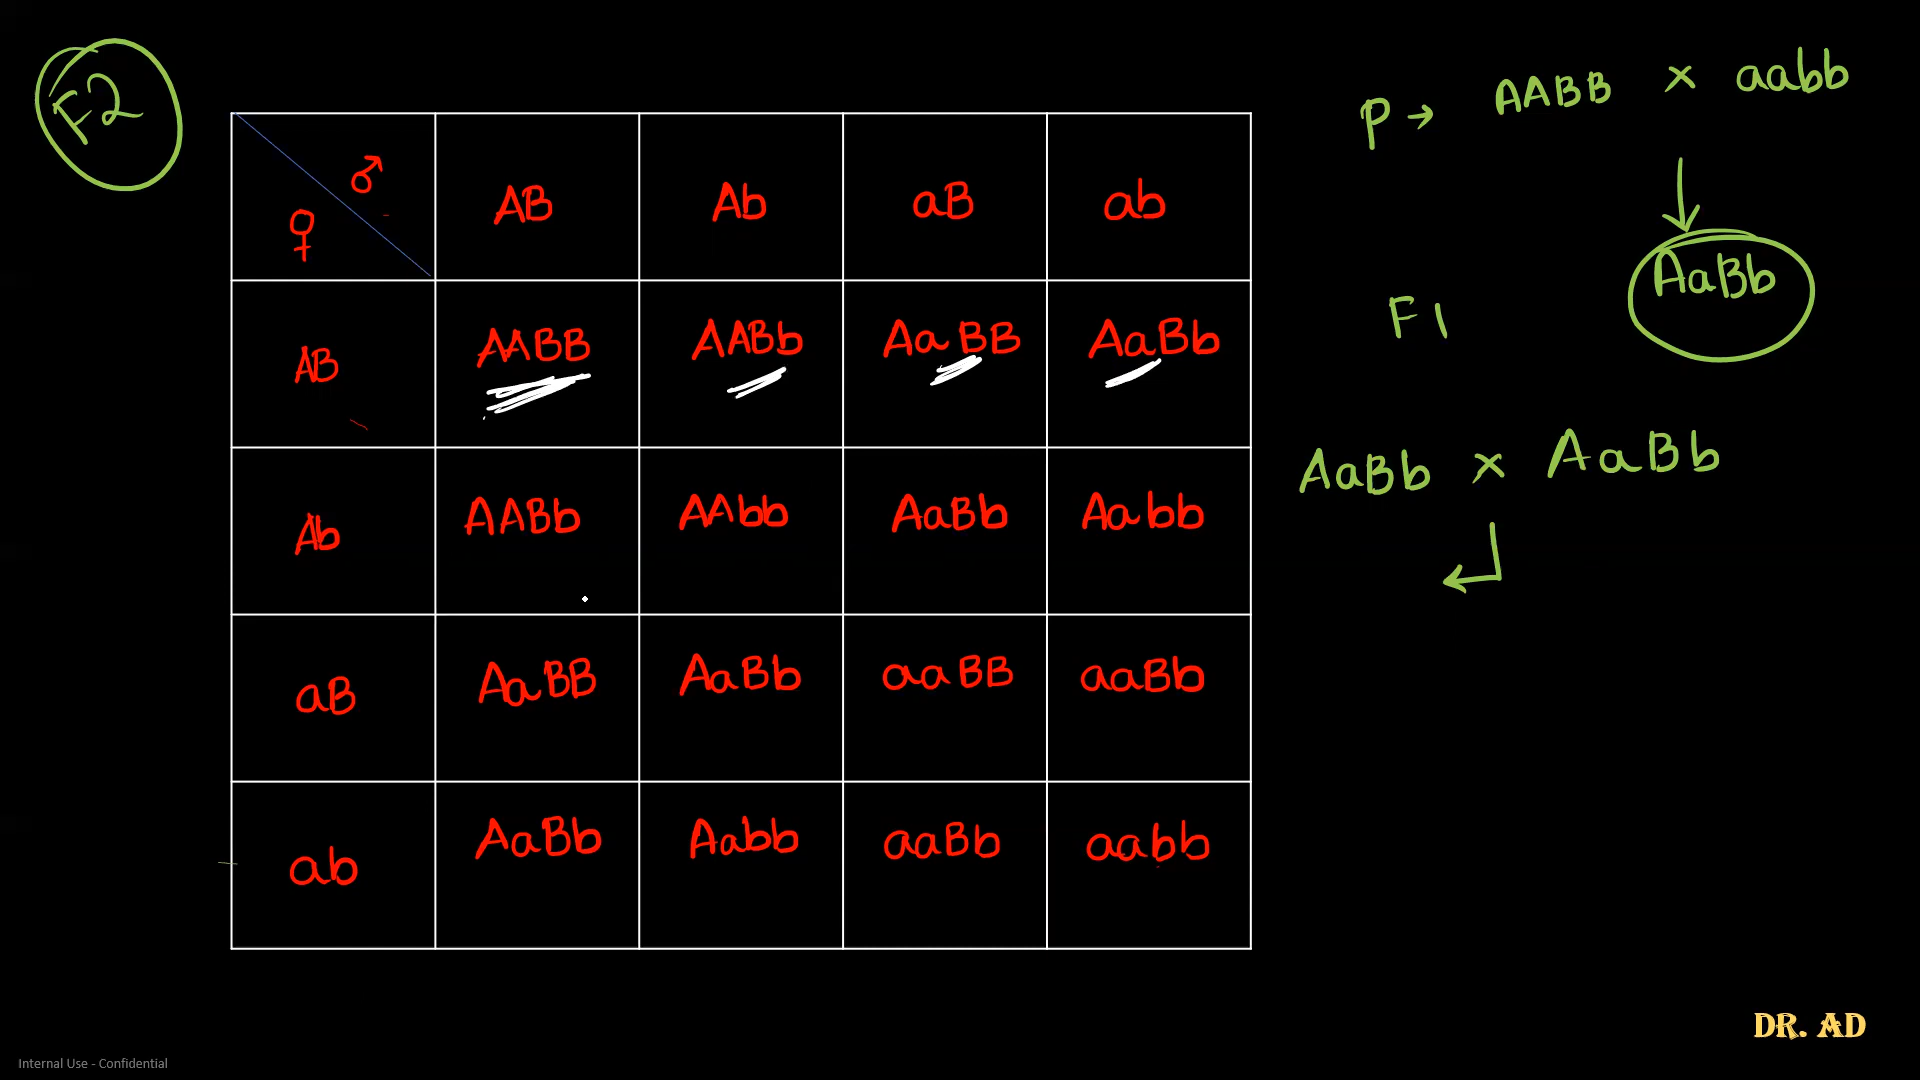 F2
P → AABB × aabb
♂
♀
AB Ab aB ab
AaBb
F1
AB AABB AABb AaBB AaBb
AaBb × AaBb
Ab AABb AAbb AaBb Aabb
aB AaBB AaBb aaBB aaBb
ab AaBb Aabb aaBb aabb
DR. AD
Internal Use - Confidential